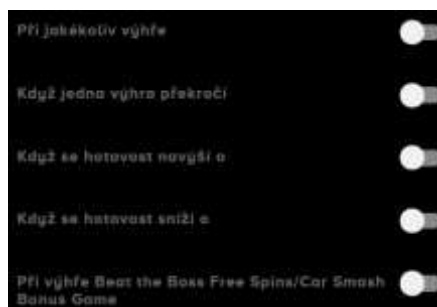 Při jakékoliv výhře
Když jedna výhra překročí
Když se hotovost navýší o
Když se hotovost sníží o
Při výhře Beat the Boss Free Spins/Car Smash
Bonus Game